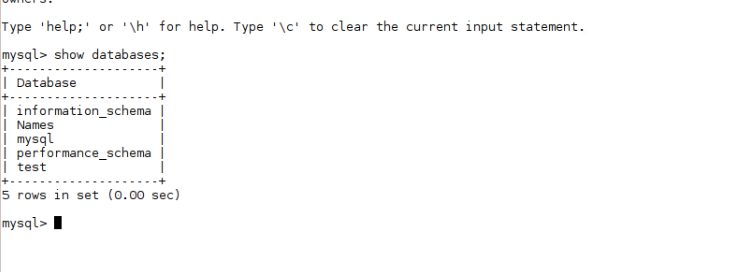 owners.
Type 'help;' or '\h' for help. Type '\c' to clear the current input statement.
mysql> show databases;
+--------------------+
| Database           |
+--------------------+
| information_schema |
| Names              |
| mysql              |
| performance_schema |
| test               |
+--------------------+
5 rows in set (0.00 sec)
mysql>